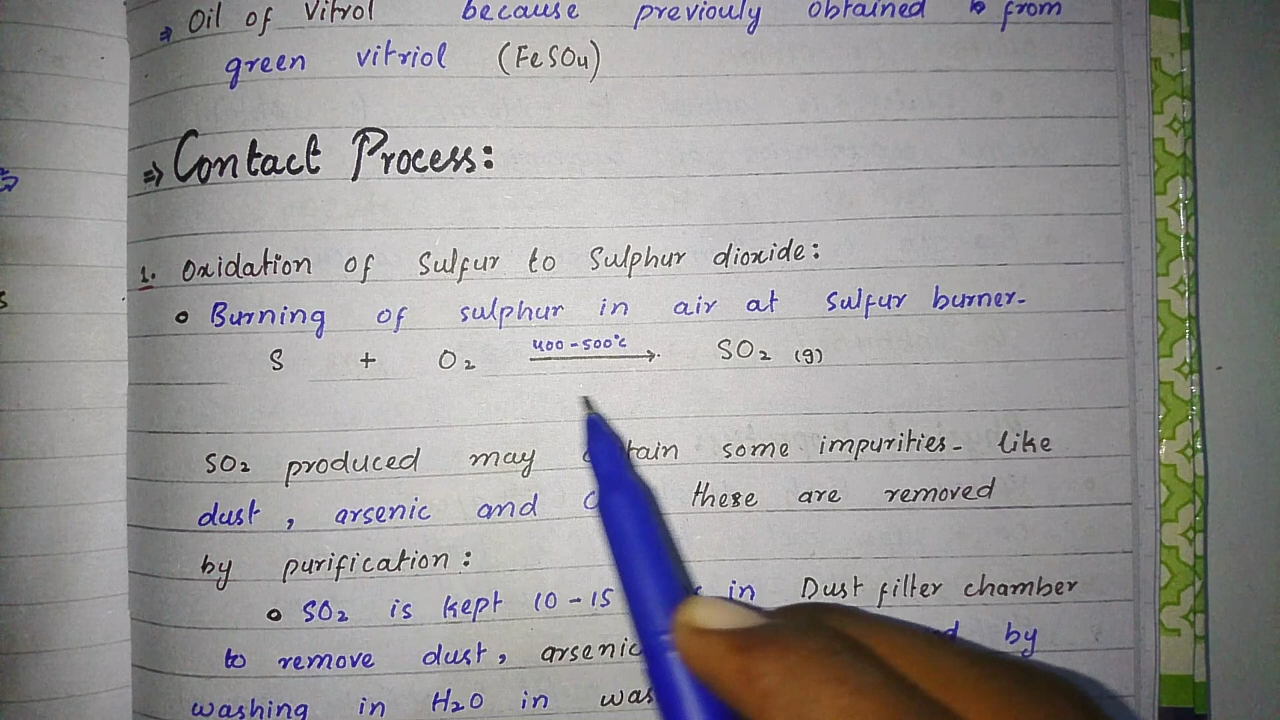 ⇒ Oil of Vitrol because previouly obtained from
green vitriol (FeSO4)
⇒ Contact Process:
1. Oxidation of Sulfur to Sulphur dioxide:
Burning of sulphur in air at sulfur burner.
400-500°C
S + O2 → SO2 (g)
SO2 produced may tain some impurities- like
dust, arsenic and these are removed
by purification:
SO2 is kept 10-15 in Dust filter chamber
to remove dust, arsenic by
washing in H2O in was